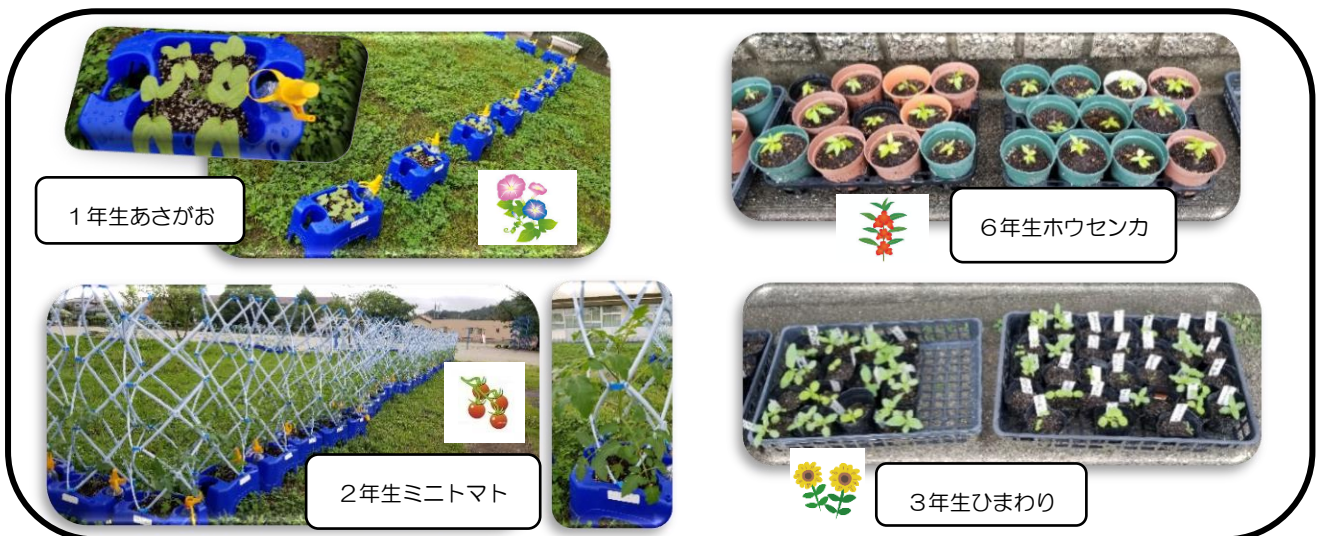 １年生あさがお
６年生ホウセンカ
２年生ミニトマト
３年生ひまわり